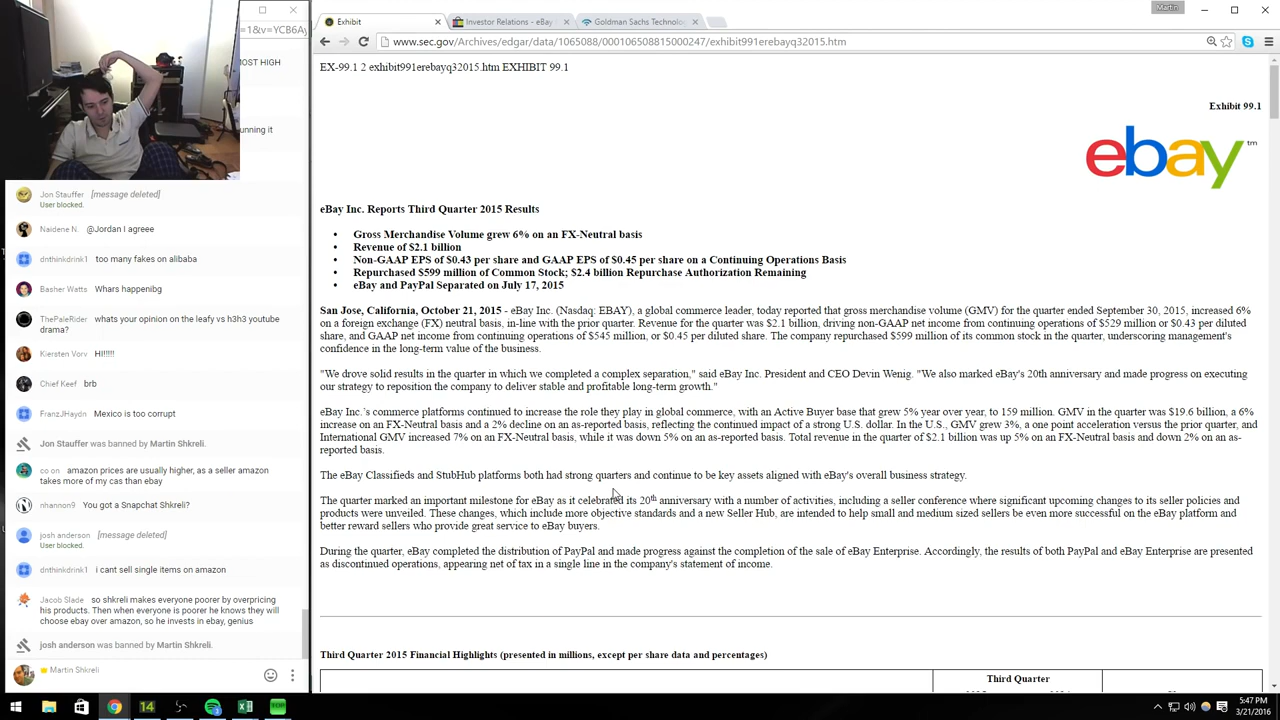 =1&v=YCB6Ay
MOST HIGH
unning it
Jon Stauffer [message deleted]
User blocked.
Naidene N. @Jordan I agreee
dnthinkdrink1 too many fakes on alibaba
Basher Watts Whars happenibg
ThePaleRider whats your opinion on the leafy vs h3h3 youtube
drama?
Kiersten Vorv HI!!!!!
Chief Keef brb
FranzJHaydn Mexico is too corrupt
Jon Stauffer was banned by Martin Shkreli.
co on amazon prices are usually higher, as a seller amazon
takes more of my cas than ebay
nhannon9 You got a Snapchat Shkreli?
josh anderson [message deleted]
User blocked.
dnthinkdrink1 i cant sell single items on amazon
Jacob Slade so shkreli makes everyone poorer by overpricing
his products. Then when everyone is poorer he knows they will
choose ebay over amazon, so he invests in ebay, genius
josh anderson was banned by Martin Shkreli.
Martin Shkreli
Exhibit
Investor Relations - eBay
Goldman Sachs Technolog
Martin
www.sec.gov/Archives/edgar/data/1065088/000106508815000247/exhibit991erebayq32015.htm
EX-99.1 2 exhibit991erebayq32015.htm EXHIBIT 99.1
Exhibit 99.1
ebay™
eBay Inc. Reports Third Quarter 2015 Results
• Gross Merchandise Volume grew 6% on an FX-Neutral basis
• Revenue of $2.1 billion
• Non-GAAP EPS of $0.43 per share and GAAP EPS of $0.45 per share on a Continuing Operations Basis
• Repurchased $599 million of Common Stock; $2.4 billion Repurchase Authorization Remaining
• eBay and PayPal Separated on July 17, 2015
San Jose, California, October 21, 2015 - eBay Inc. (Nasdaq: EBAY), a global commerce leader, today reported that gross merchandise volume (GMV) for the quarter ended September 30, 2015, increased 6%
on a foreign exchange (FX) neutral basis, in-line with the prior quarter. Revenue for the quarter was $2.1 billion, driving non-GAAP net income from continuing operations of $529 million or $0.43 per diluted
share, and GAAP net income from continuing operations of $545 million, or $0.45 per diluted share. The company repurchased $599 million of its common stock in the quarter, underscoring management's
confidence in the long-term value of the business.
"We drove solid results in the quarter in which we completed a complex separation," said eBay Inc. President and CEO Devin Wenig. "We also marked eBay's 20th anniversary and made progress on executing
our strategy to reposition the company to deliver stable and profitable long-term growth."
eBay Inc.'s commerce platforms continued to increase the role they play in global commerce, with an Active Buyer base that grew 5% year over year, to 159 million. GMV in the quarter was $19.6 billion, a 6%
increase on an FX-Neutral basis and a 2% decline on an as-reported basis, reflecting the continued impact of a strong U.S. dollar. In the U.S., GMV grew 3%, a one point acceleration versus the prior quarter, and
International GMV increased 7% on an FX-Neutral basis, while it was down 5% on an as-reported basis. Total revenue in the quarter of $2.1 billion was up 5% on an FX-Neutral basis and down 2% on an as-
reported basis.
The eBay Classifieds and StubHub platforms both had strong quarters and continue to be key assets aligned with eBay's overall business strategy.
The quarter marked an important milestone for eBay as it celebrated its 20th anniversary with a number of activities, including a seller conference where significant upcoming changes to its seller policies and
products were unveiled. These changes, which include more objective standards and a new Seller Hub, are intended to help small and medium sized sellers be even more successful on the eBay platform and
better reward sellers who provide great service to eBay buyers.
During the quarter, eBay completed the distribution of PayPal and made progress against the completion of the sale of eBay Enterprise. Accordingly, the results of both PayPal and eBay Enterprise are presented
as discontinued operations, appearing net of tax in a single line in the company's statement of income.
Third Quarter 2015 Financial Highlights (presented in millions, except per share data and percentages)
Third Quarter
14
5:47 PM
3/21/2016